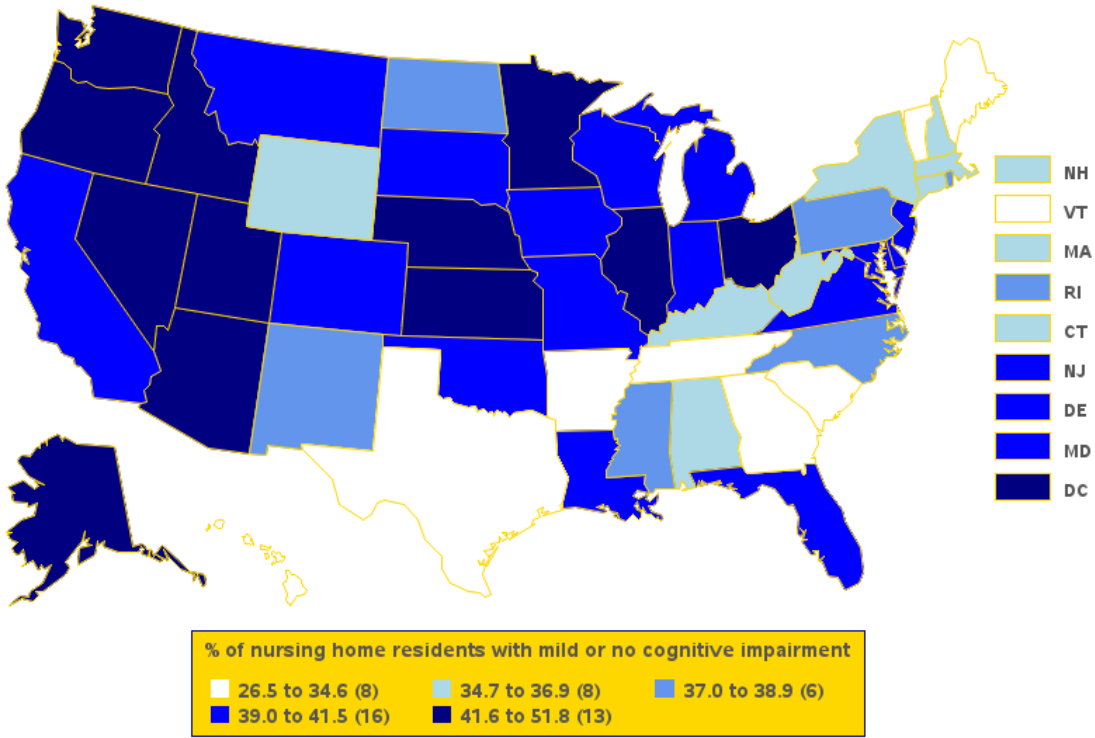 NH
VT
MA
RI
CT
NJ
DE
MD
DC
% of nursing home residents with mild or no cognitive impairment
26.5 to 34.6 (8) 34.7 to 36.9 (8) 37.0 to 38.9 (6)
39.0 to 41.5 (16) 41.6 to 51.8 (13)